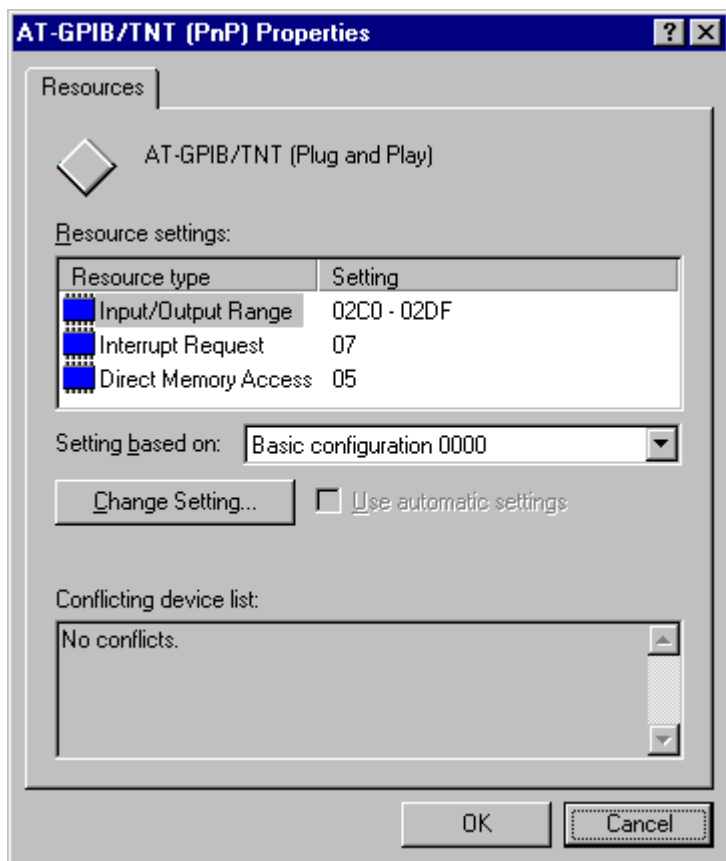 AT-GPIB/TNT (PnP) Properties
Resources
AT-GPIB/TNT (Plug and Play)
Resource settings:
Resource type Setting
Input/Output Range 02C0 - 02DF
Interrupt Request 07
Direct Memory Access 05
Setting based on: Basic configuration 0000
Change Setting... Use automatic settings
Conflicting device list:
No conflicts.
OK Cancel